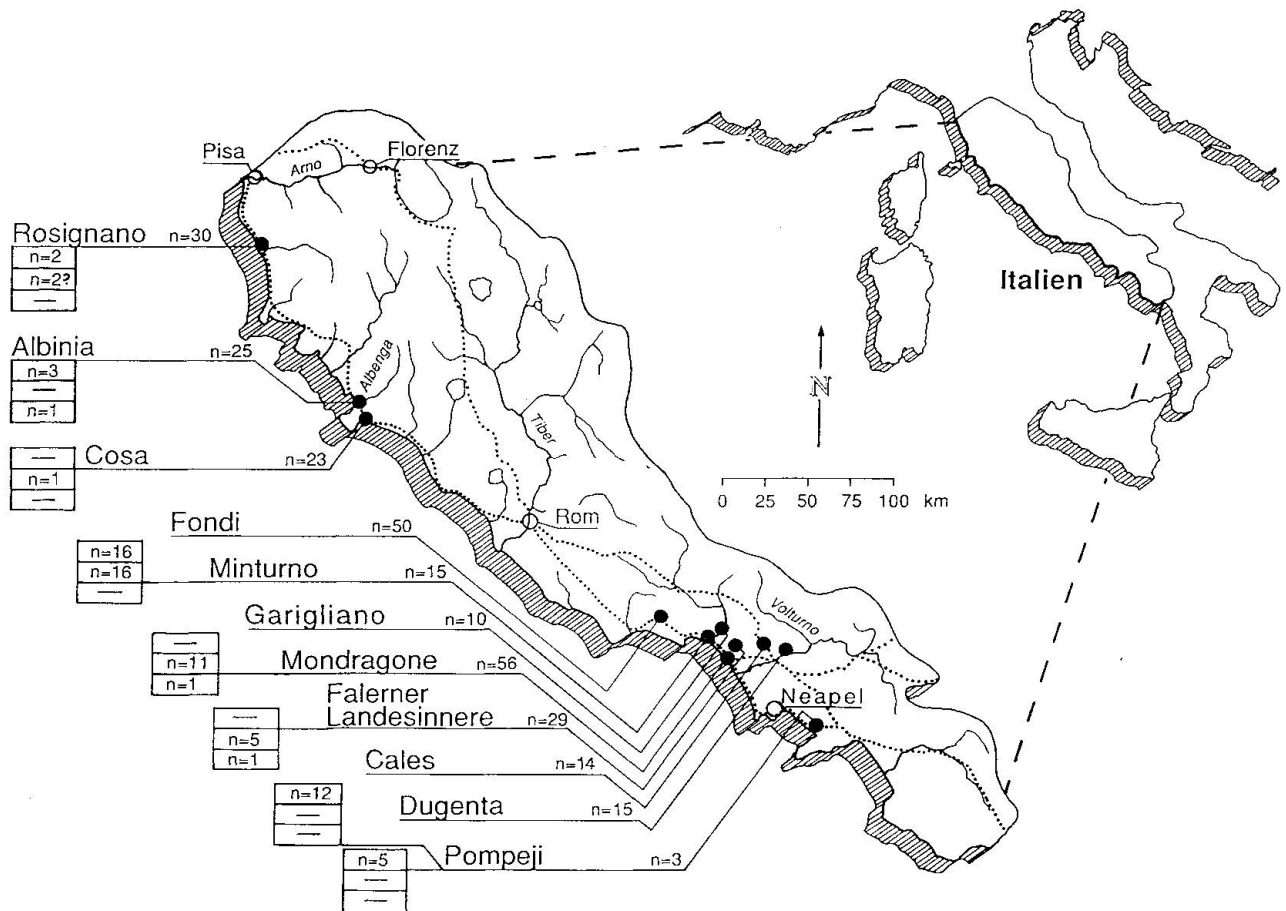 Pisa
Arno
Florenz
Rosignano n=30
n=2
n=2?
—
Albinia n=25
n=3
—
n=1
Albenga
Cosa n=23
—
n=1
—
Tiber
Rom
Fondi n=50
Minturno n=15
n=16
n=16
—
Garigliano n=10
Mondragone n=56
—
n=11
n=1
Falerner
Landesinnere n=29
—
n=5
n=1
Cales n=14
Dugenta n=15
n=12
—
—
Pompeji n=3
n=5
—
—
Volturno
Neapel
Italien
N
0 25 50 75 100 km